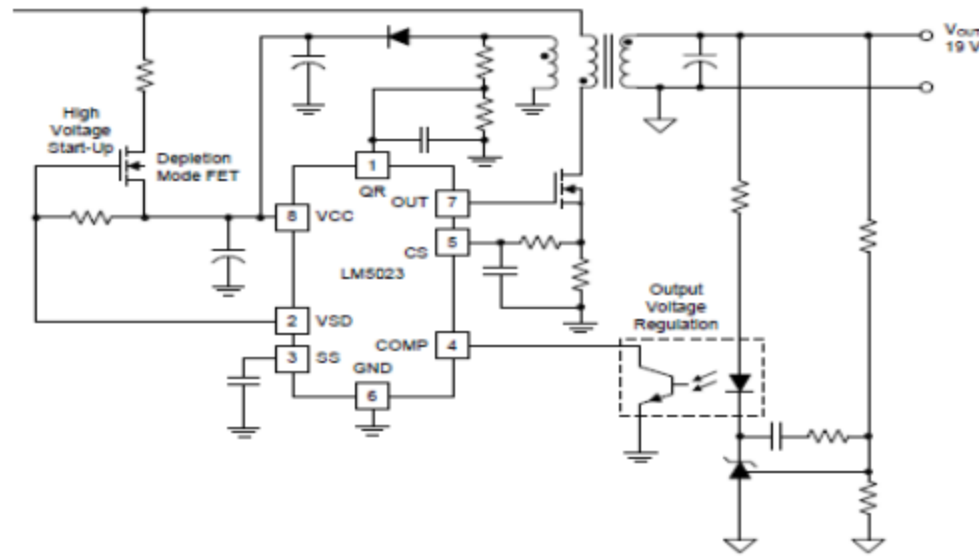 VOUT
19 V
High
Voltage
Start-Up
Depletion
Mode FET
1
QR
OUT
7
8
VCC
CS
5
LM5023
2
VSD
COMP
4
3
SS
GND
6
Output
Voltage
Regulation